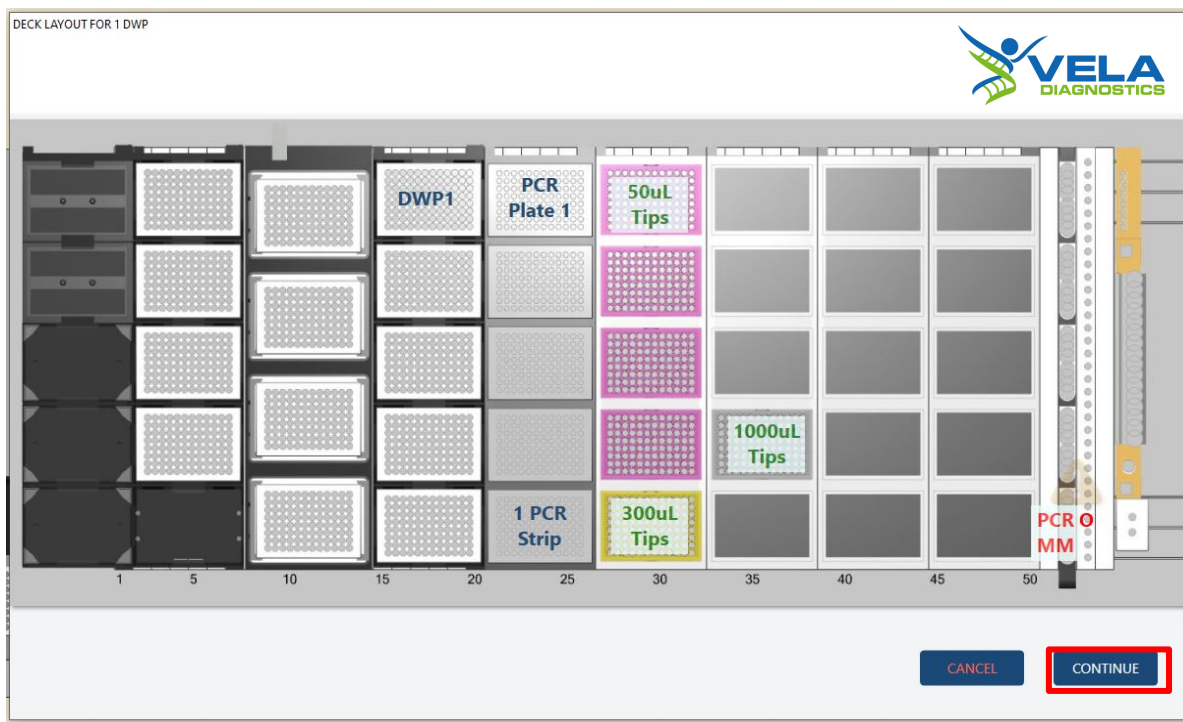 DECK LAYOUT FOR 1 DWP
VELA
DIAGNOSTICS
DWP1
PCR
Plate 1
50uL
Tips
1000uL
Tips
1 PCR
Strip
300uL
Tips
PCR O
MM
1 5 10 15 20 25 30 35 40 45 50
CANCEL
CONTINUE